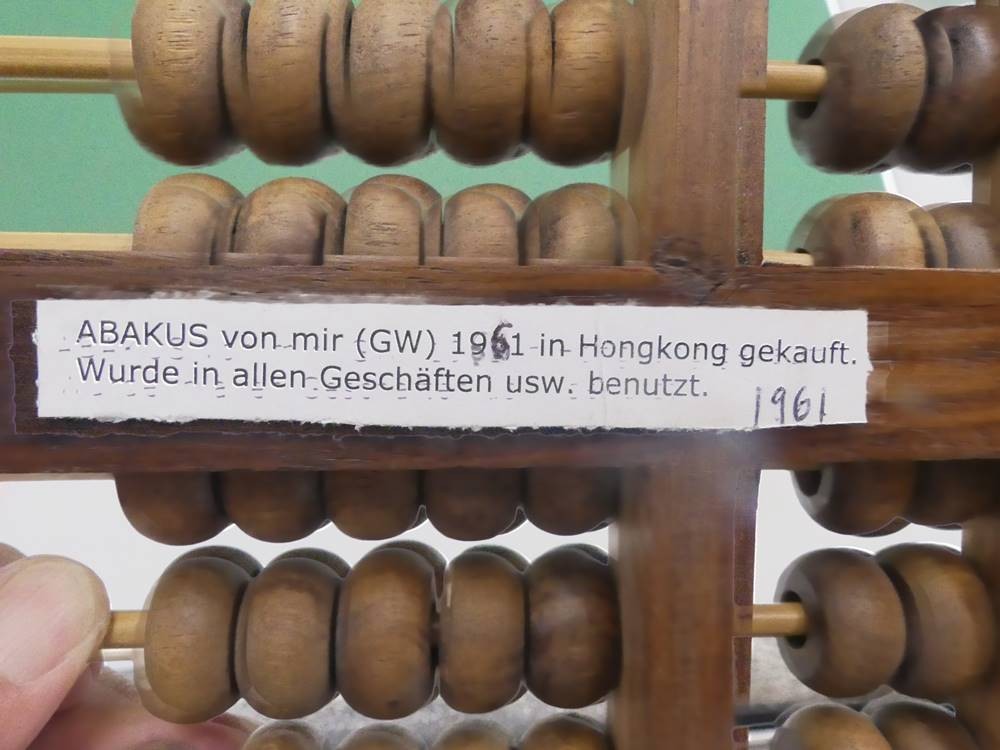 ABAKUS von mir (GW) 1961 in Hongkong gekauft.
Wurde in allen Geschäften usw. benutzt.
1961